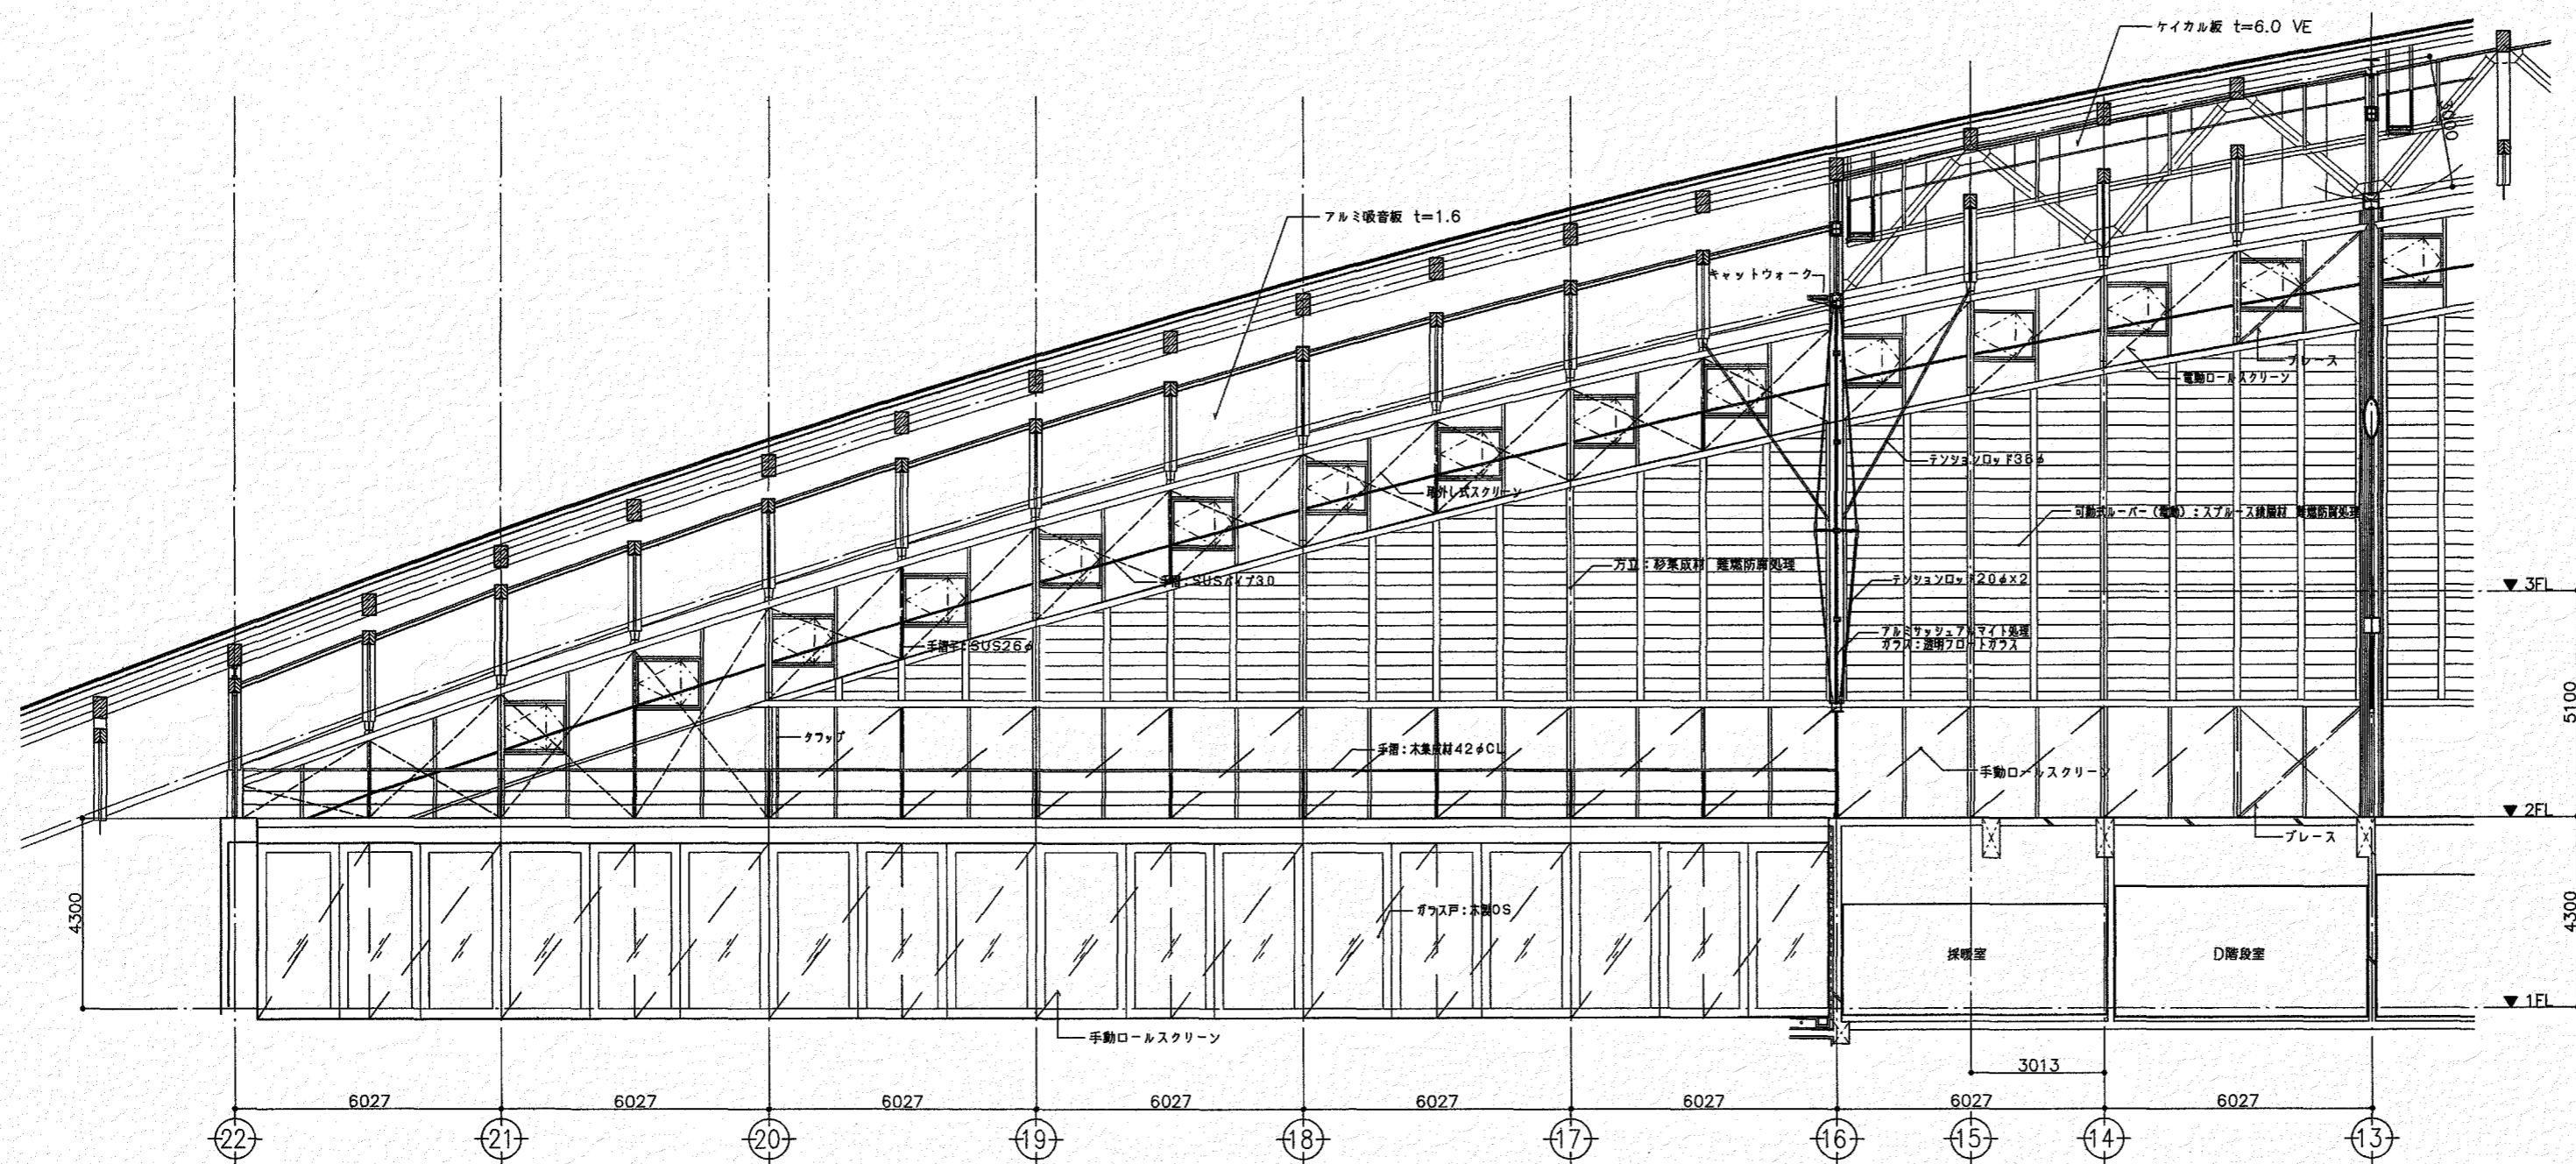 ケイカル板 t=6.0 VE
3000
アルミ吸音板 t=1.6
キャットウォーク
ブレース
電動ロールスクリーン
テンションロッド36φ
取外し式スクリーン
可動式ルーバー（電動）：スプルース積層材 難燃防腐処理
方立：杉集成材 難燃防腐処理
手摺：SUSパイプ30
テンションロッド20φ×2
▼ 3FL
アルミサッシュアルマイト処理
ガラス：透明フロートガラス
手摺子：SUS26φ
5100
タラップ
手摺：木集成材42φCL
手動ロールスクリーン
▼ 2FL
ブレース
4300
4300
ガラス戸：木製OS
採暖室
D階段室
▼ 1FL
手動ロールスクリーン
3013
6027 6027 6027 6027 6027 6027 6027 6027
22 21 20 19 18 17 16 15 14 13